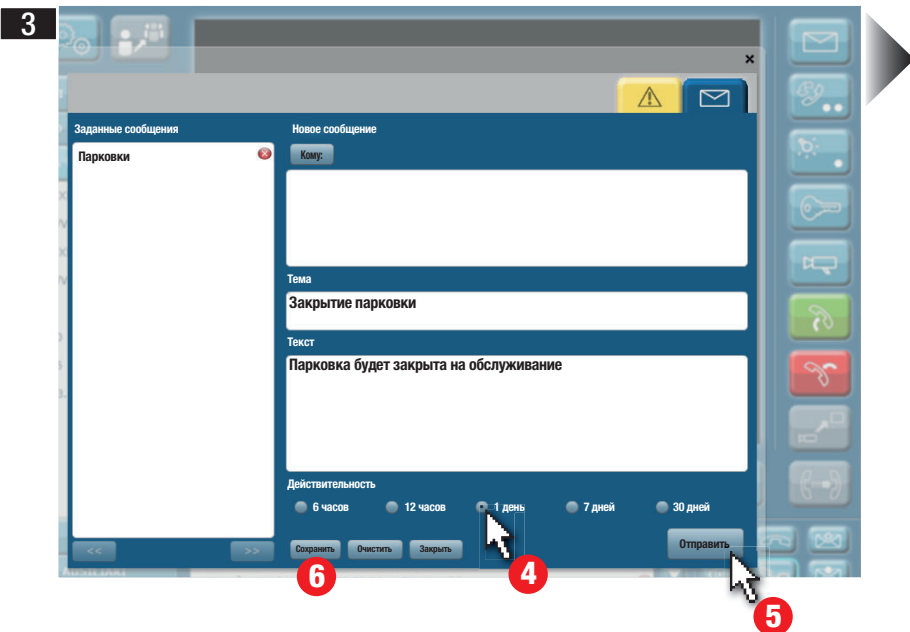 3
×
Заданные сообщения
Новое сообщение
Парковки
Кому:
Тема
Закрытие парковки
Текст
Парковка будет закрыта на обслуживание
Действительность
6 часов
12 часов
1 день
7 дней
30 дней
<<
>>
Сохранить
Очистить
Закрыть
Отправить
6
4
5